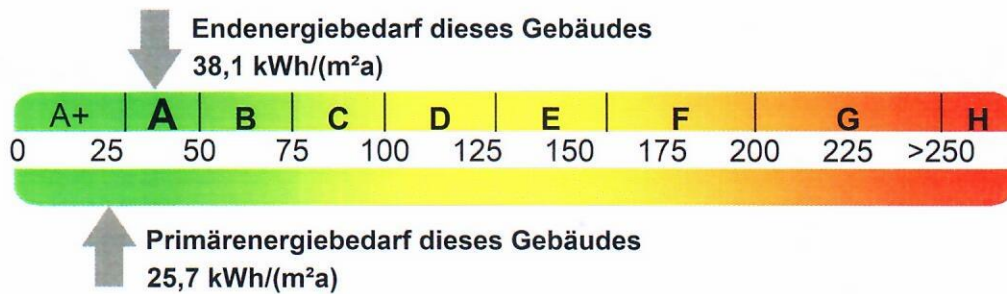 Endenergiebedarf dieses Gebäudes
38,1 kWh/(m²a)
A+ A B C D E F G H
0 25 50 75 100 125 150 175 200 225 >250
Primärenergiebedarf dieses Gebäudes
25,7 kWh/(m²a)